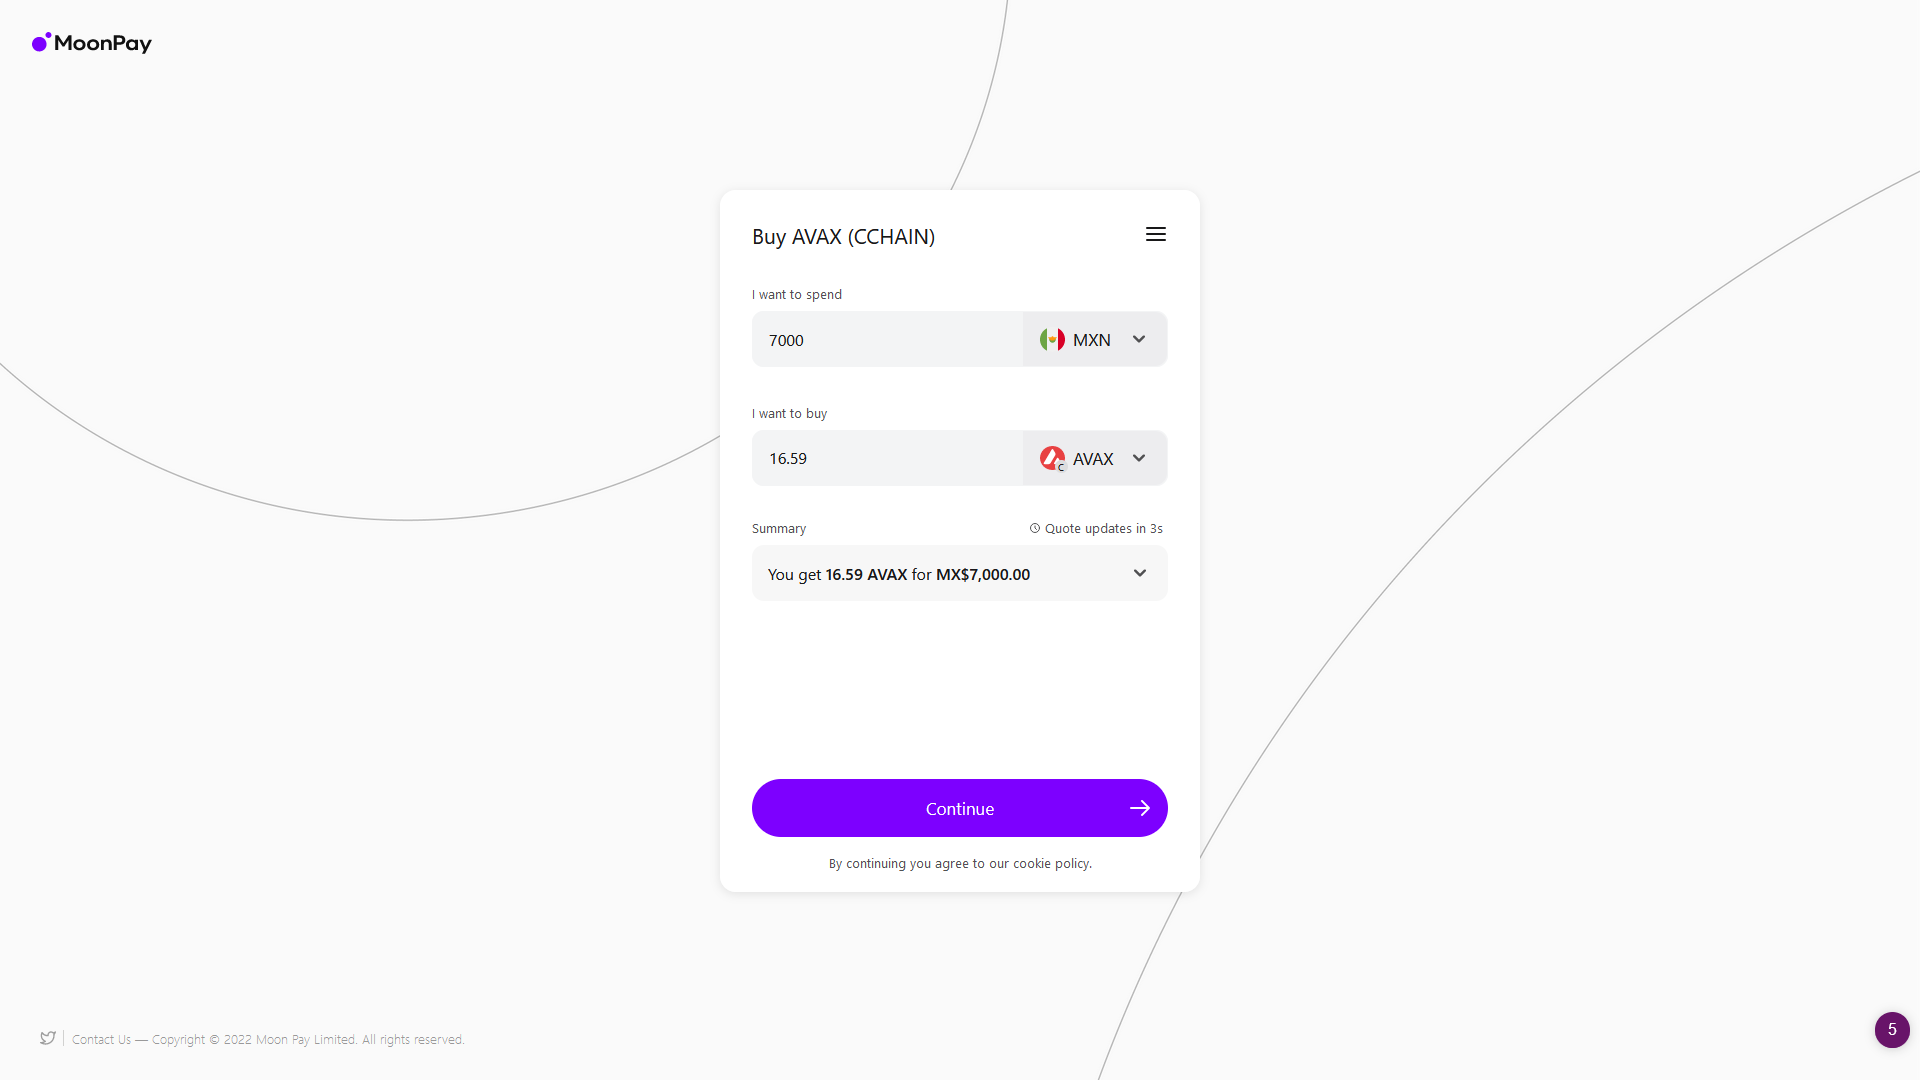 MoonPay
Buy AVAX (CCHAIN)
I want to spend
7000
MXN
I want to buy
16.59
C
AVAX
Summary
Quote updates in 3s
You get 16.59 AVAX for MX$7,000.00
Continue
By continuing you agree to our cookie policy.
Contact Us — Copyright © 2022 Moon Pay Limited. All rights reserved.
5